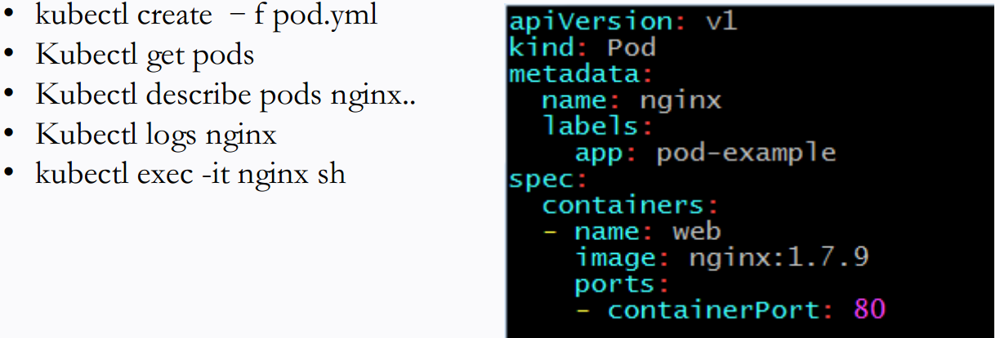 • kubectl create – f pod.yml
• Kubectl get pods
• Kubectl describe pods nginx..
• Kubectl logs nginx
• kubectl exec -it nginx sh
apiVersion: v1
kind: Pod
metadata:
  name: nginx
  labels:
    app: pod-example
spec:
  containers:
  - name: web
    image: nginx:1.7.9
    ports:
    - containerPort: 80